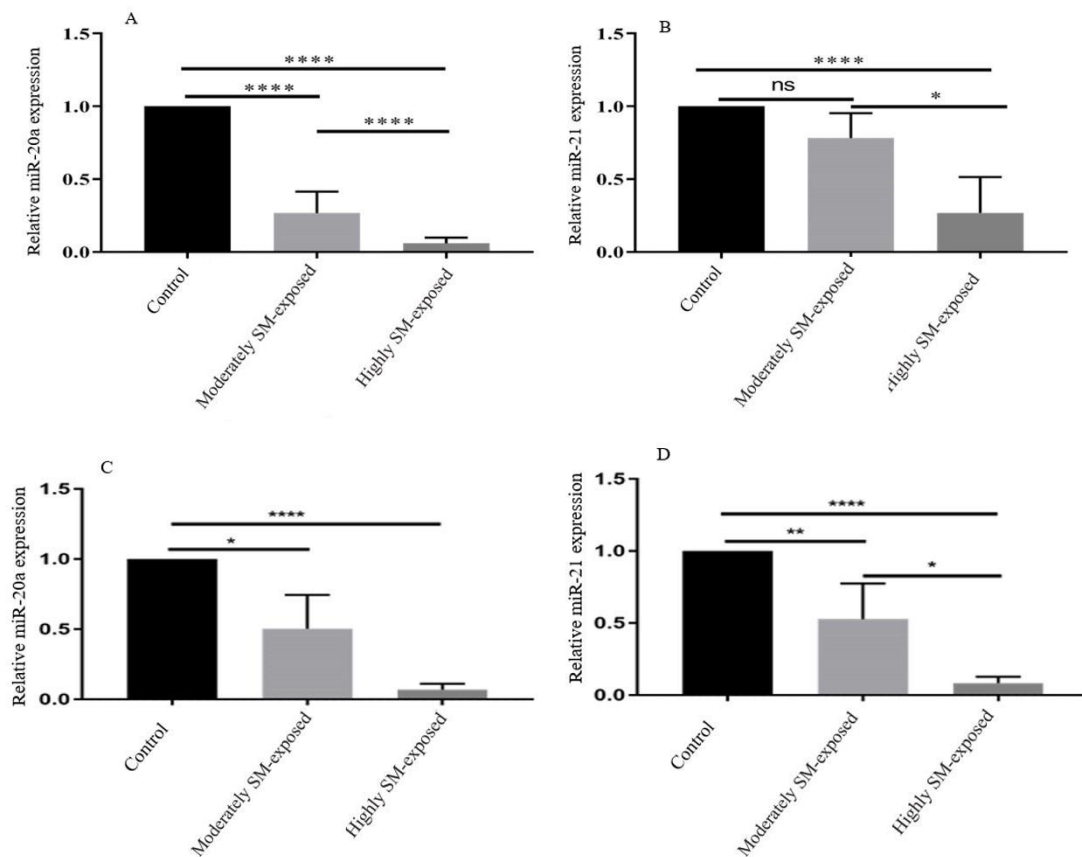 A
Relative miR-20a expression
1.5
1.0
0.5
0.0
****
****
****
Control
Moderately SM-exposed
Highly SM-exposed
B
Relative miR-21 expression
1.5
1.0
0.5
0.0
****
ns
*
Control
Moderately SM-exposed
Highly SM-exposed
C
Relative miR-20a expression
1.5
1.0
0.5
0.0
****
*
Control
Moderately SM-exposed
Highly SM-exposed
D
Relative miR-21 expression
1.5
1.0
0.5
0.0
****
**
*
Control
Moderately SM-exposed
Highly SM-exposed